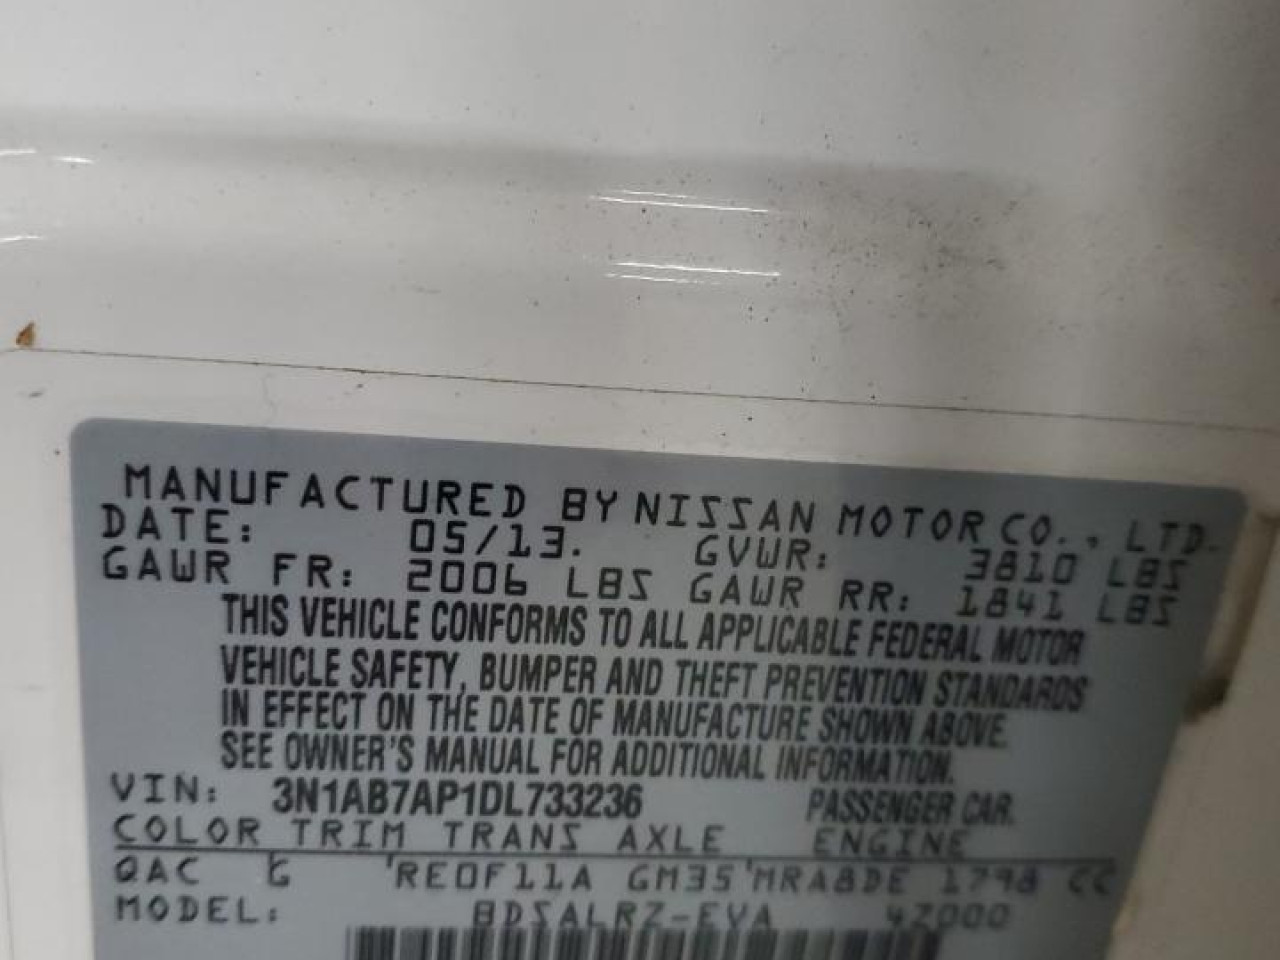 MANUFACTURED BY NISSAN MOTOR CO., LTD.
DATE: 05/13. GVWR: 3810 LBS
GAWR FR: 2006 LBS GAWR RR: 1841 LBS
THIS VEHICLE CONFORMS TO ALL APPLICABLE FEDERAL MOTOR
VEHICLE SAFETY, BUMPER AND THEFT PREVENTION STANDARDS
IN EFFECT ON THE DATE OF MANUFACTURE SHOWN ABOVE.
SEE OWNER'S MANUAL FOR ADDITIONAL INFORMATION.
VIN: 3N1AB7AP1DL733236 PASSENGER CAR.
COLOR TRIM TRANS AXLE ENGINE
QAC G RE0F11A GM35 MRA8DE 1798 CC
MODEL: BDSALRZ-EVA 4Z000